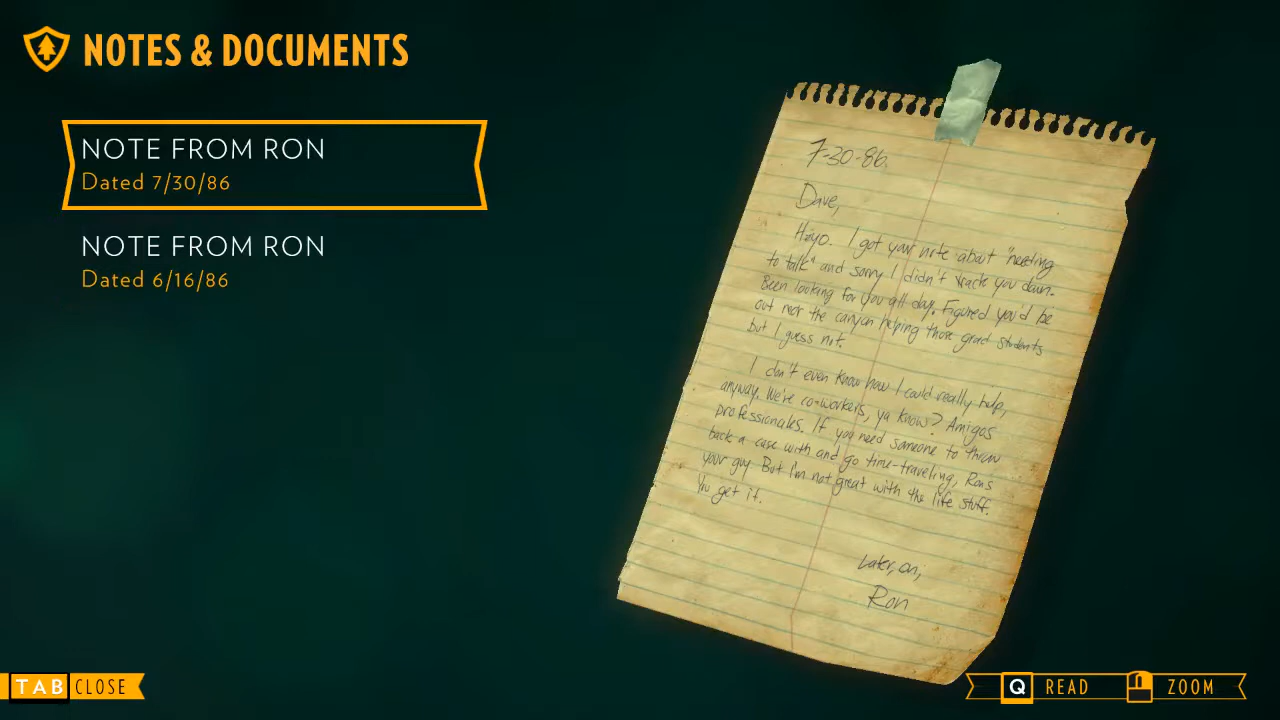 NOTES & DOCUMENTS
NOTE FROM RON
Dated 7/30/86
NOTE FROM RON
Dated 6/16/86
7-30-86
Dave,
Hiyo. I got your note about "needing
to talk" and sorry I didn't track you down.
Been looking for you all day. Figured you'd be
out near the canyon helping those grad students
but I guess not.
I don't even know how I could really help,
anyway. We're co-workers, ya know? Amigos
professionales. If you need someone to throw
back a case with and go time-traveling, Rons
your guy. But I'm not great with the life stuff.
You get it.
Later, on,
Ron
TAB CLOSE
Q READ ZOOM